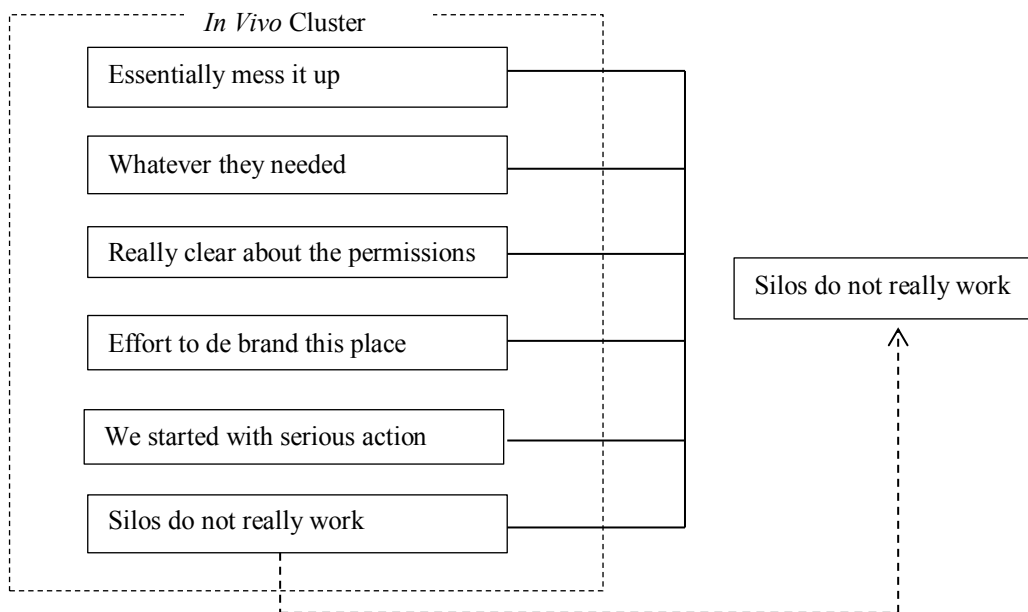 In Vivo Cluster
Essentially mess it up
Whatever they needed
Really clear about the permissions
Effort to de brand this place
We started with serious action
Silos do not really work
Silos do not really work